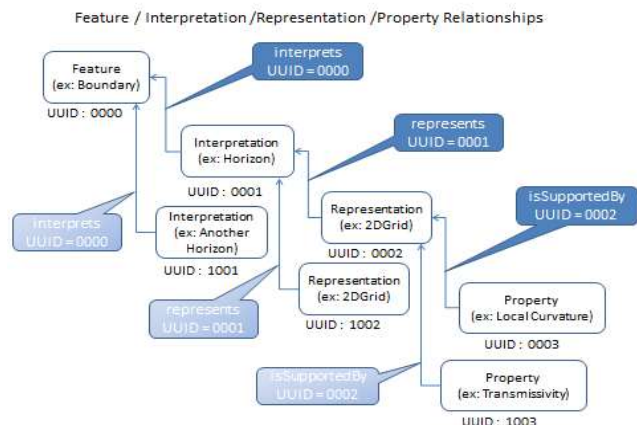 Feature / Interpretation /Representation /Property Relationships
Feature
(ex: Boundary)
UUID : 0000
interprets
UUID = 0000
Interpretation
(ex: Horizon)
UUID : 0001
represents
UUID = 0001
interprets
UUID = 0000
Interpretation
(ex: Another
Horizon)
UUID : 1001
Representation
(ex: 2DGrid)
UUID : 0002
isSupportedBy
UUID = 0002
represents
UUID = 0001
Representation
(ex: 2DGrid)
UUID : 1002
Property
(ex: Local Curvature)
UUID : 0003
isSupportedBy
UUID = 0002
Property
(ex: Transmissivity)
UUID : 1003